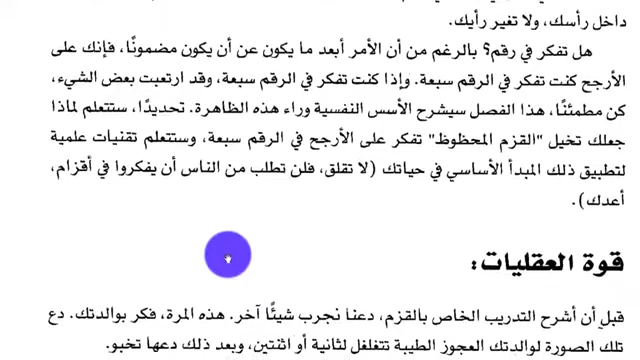 داخل رأسك، ولا تغير رأيك.
هل تفكر في رقم؟ بالرغم من أن الأمر أبعد ما يكون عن أن يكون مضمونًا، فإنك على
الأرجح كنت تفكر في الرقم سبعة. وإذا كنت تفكر في الرقم سبعة، وقد ارتعبت بعض الشيء،
كن مطمئنًا، هذا الفصل سيشرح الأسس النفسية وراء هذه الظاهرة. تحديدًا، ستتعلم لماذا
جعلك تخيل "القزم المحظوظ" تفكر على الأرجح في الرقم سبعة، وستتعلم تقنيات علمية
لتطبيق ذلك المبدأ الأساسي في حياتك (لا تقلق، فلن تطلب من الناس أن يفكروا في أقزام،
أعدك).
قوة العقليات:
قبل أن أشرح التدريب الخاص بالقزم، دعنا نجرب شيئًا آخر. هذه المرة، فكر بوالدتك. دع
تلك الصورة لوالدتك العجوز الطيبة تتغلغل لثانية أو اثنتين، وبعد ذلك دعها تخبو.